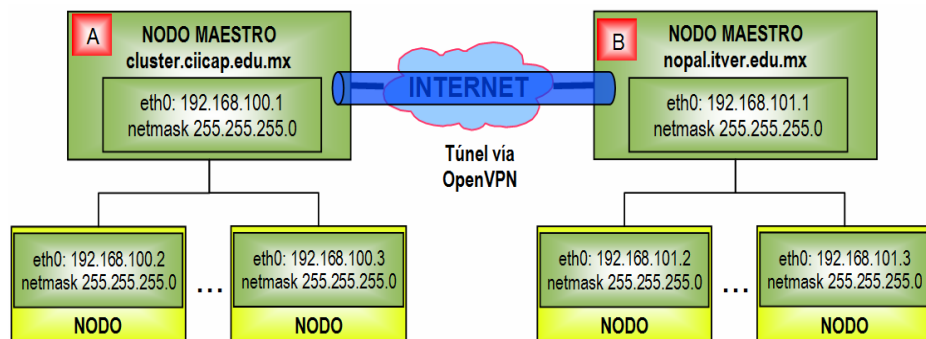 A
NODO MAESTRO
cluster.ciicap.edu.mx
eth0: 192.168.100.1
netmask 255.255.255.0
INTERNET
Túnel vía
OpenVPN
B
NODO MAESTRO
nopal.itver.edu.mx
eth0: 192.168.101.1
netmask 255.255.255.0
eth0: 192.168.100.2
netmask 255.255.255.0
NODO
...
eth0: 192.168.100.3
netmask 255.255.255.0
NODO
eth0: 192.168.101.2
netmask 255.255.255.0
NODO
...
eth0: 192.168.101.3
netmask 255.255.255.0
NODO